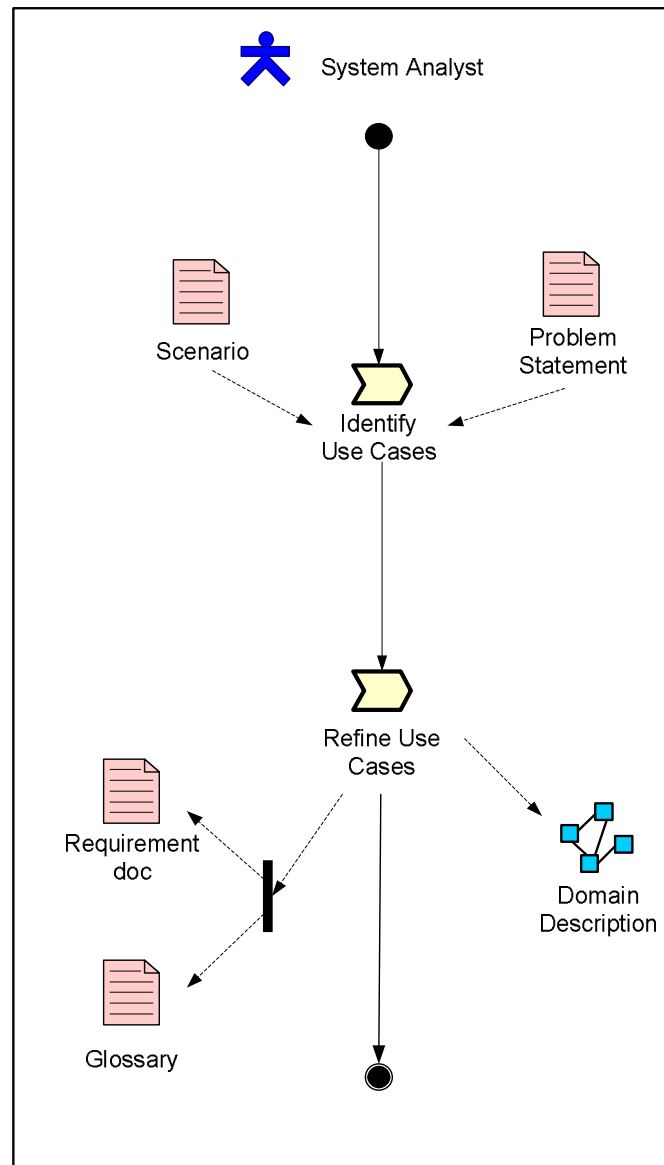 System Analyst
Scenario
Problem
Statement
Identify
Use Cases
Refine Use
Cases
Requirement
doc
Domain
Description
Glossary